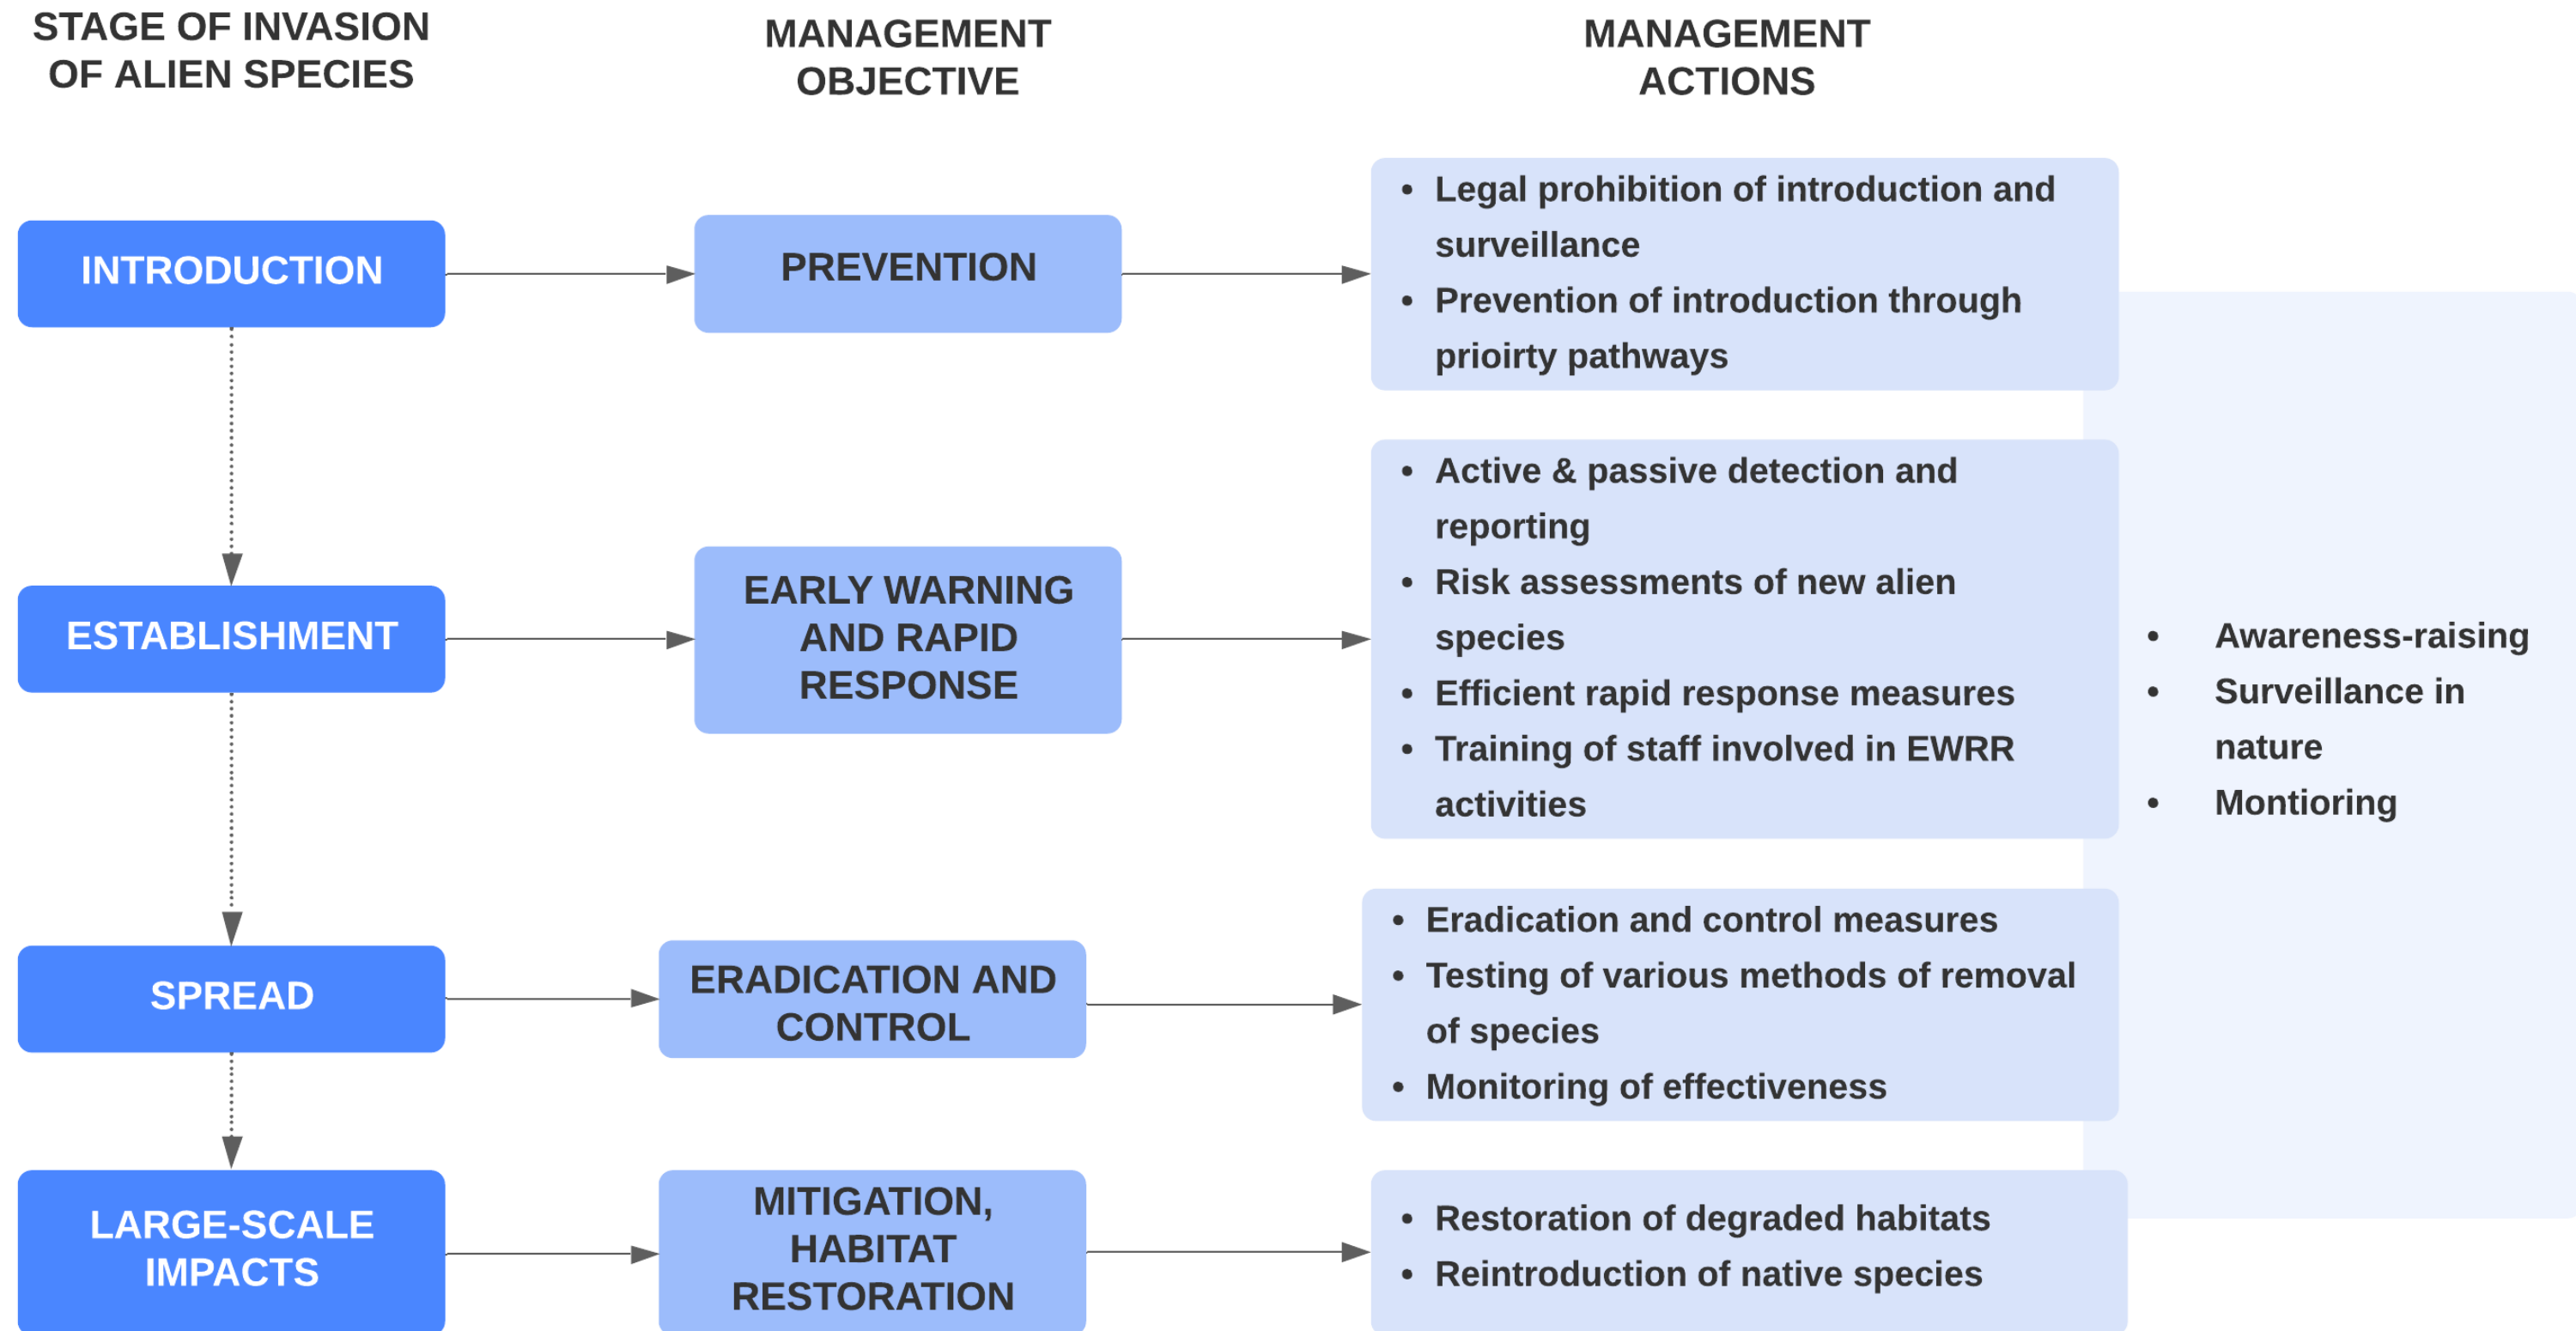 STAGE OF INVASION
OF ALIEN SPECIES
MANAGEMENT
OBJECTIVE
MANAGEMENT
ACTIONS
INTRODUCTION
PREVENTION
• Legal prohibition of introduction and
surveillance
• Prevention of introduction through
prioirty pathways
ESTABLISHMENT
EARLY WARNING
AND RAPID
RESPONSE
• Active & passive detection and
reporting
• Risk assessments of new alien
species
• Efficient rapid response measures
• Training of staff involved in EWRR
activities
• Awareness-raising
• Surveillance in
nature
• Montioring
SPREAD
ERADICATION AND
CONTROL
• Eradication and control measures
• Testing of various methods of removal
of species
• Monitoring of effectiveness
LARGE-SCALE
IMPACTS
MITIGATION,
HABITAT
RESTORATION
• Restoration of degraded habitats
• Reintroduction of native species